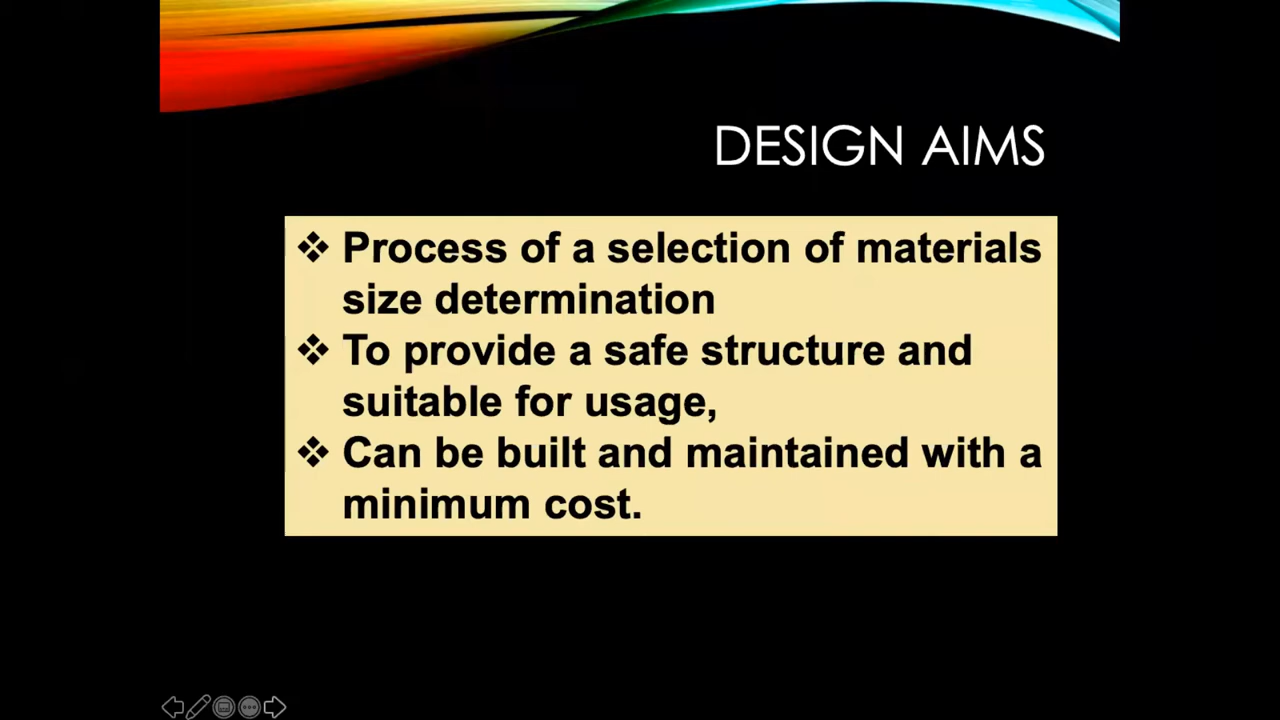 DESIGN AIMS
❖ Process of a selection of materials
size determination
❖ To provide a safe structure and
suitable for usage,
❖ Can be built and maintained with a
minimum cost.